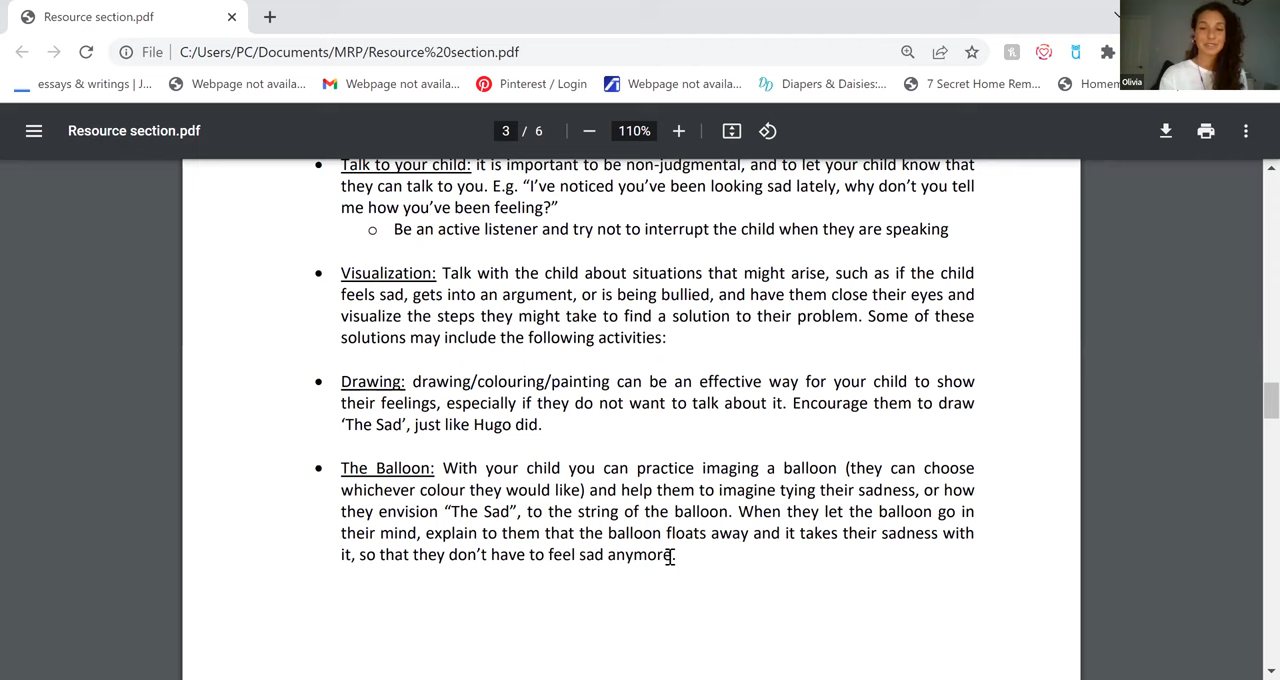 Resource section.pdf
File C:/Users/PC/Documents/MRP/Resource%20section.pdf
essays & writings | J... Webpage not availa... Webpage not availa... Pinterest / Login Webpage not availa... Diapers & Daisies:... 7 Secret Home Rem... Homem
Olivia
Resource section.pdf 3 / 6 110%
• Talk to your child: it is important to be non-judgmental, and to let your child know that
they can talk to you. E.g. “I’ve noticed you’ve been looking sad lately, why don’t you tell
me how you’ve been feeling?”
o Be an active listener and try not to interrupt the child when they are speaking
• Visualization: Talk with the child about situations that might arise, such as if the child
feels sad, gets into an argument, or is being bullied, and have them close their eyes and
visualize the steps they might take to find a solution to their problem. Some of these
solutions may include the following activities:
• Drawing: drawing/colouring/painting can be an effective way for your child to show
their feelings, especially if they do not want to talk about it. Encourage them to draw
‘The Sad’, just like Hugo did.
• The Balloon: With your child you can practice imaging a balloon (they can choose
whichever colour they would like) and help them to imagine tying their sadness, or how
they envision “The Sad”, to the string of the balloon. When they let the balloon go in
their mind, explain to them that the balloon floats away and it takes their sadness with
it, so that they don’t have to feel sad anymore.